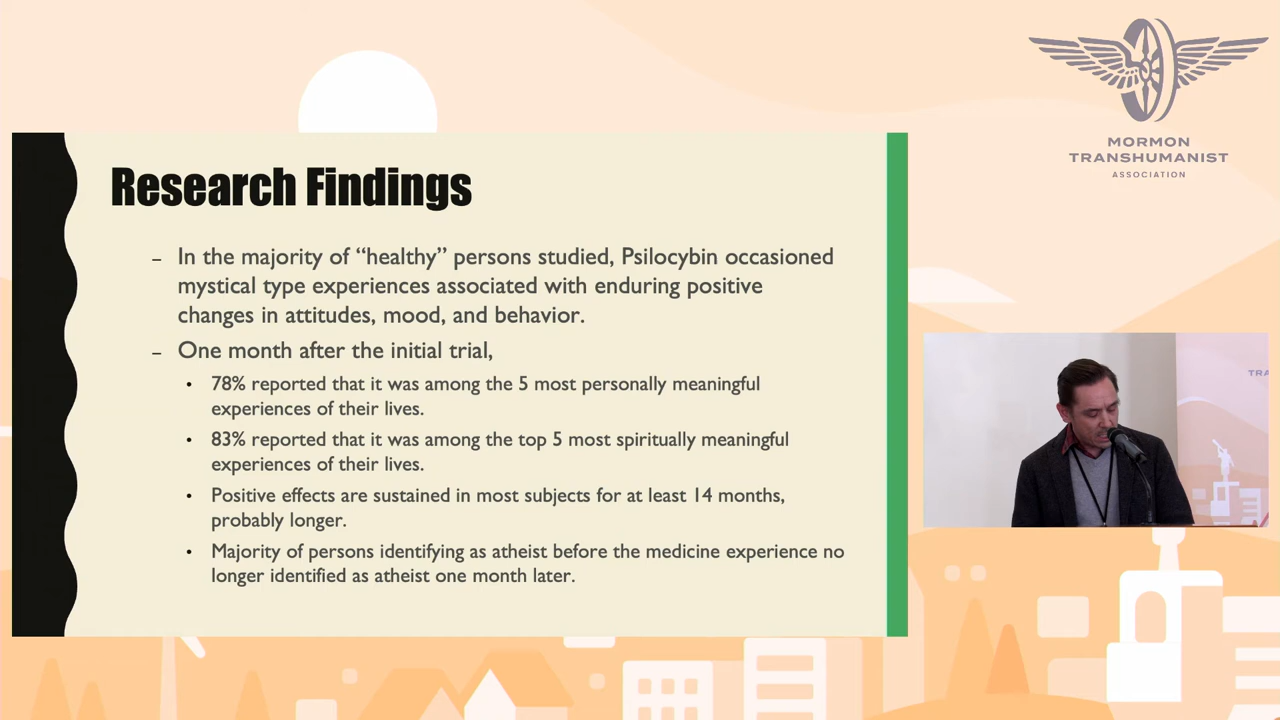 MORMON
TRANSHUMANIST
ASSOCIATION
Research Findings
– In the majority of “healthy” persons studied, Psilocybin occasioned
mystical type experiences associated with enduring positive
changes in attitudes, mood, and behavior.
– One month after the initial trial,
• 78% reported that it was among the 5 most personally meaningful
experiences of their lives.
• 83% reported that it was among the top 5 most spiritually meaningful
experiences of their lives.
• Positive effects are sustained in most subjects for at least 14 months,
probably longer.
• Majority of persons identifying as atheist before the medicine experience no
longer identified as atheist one month later.
TRA